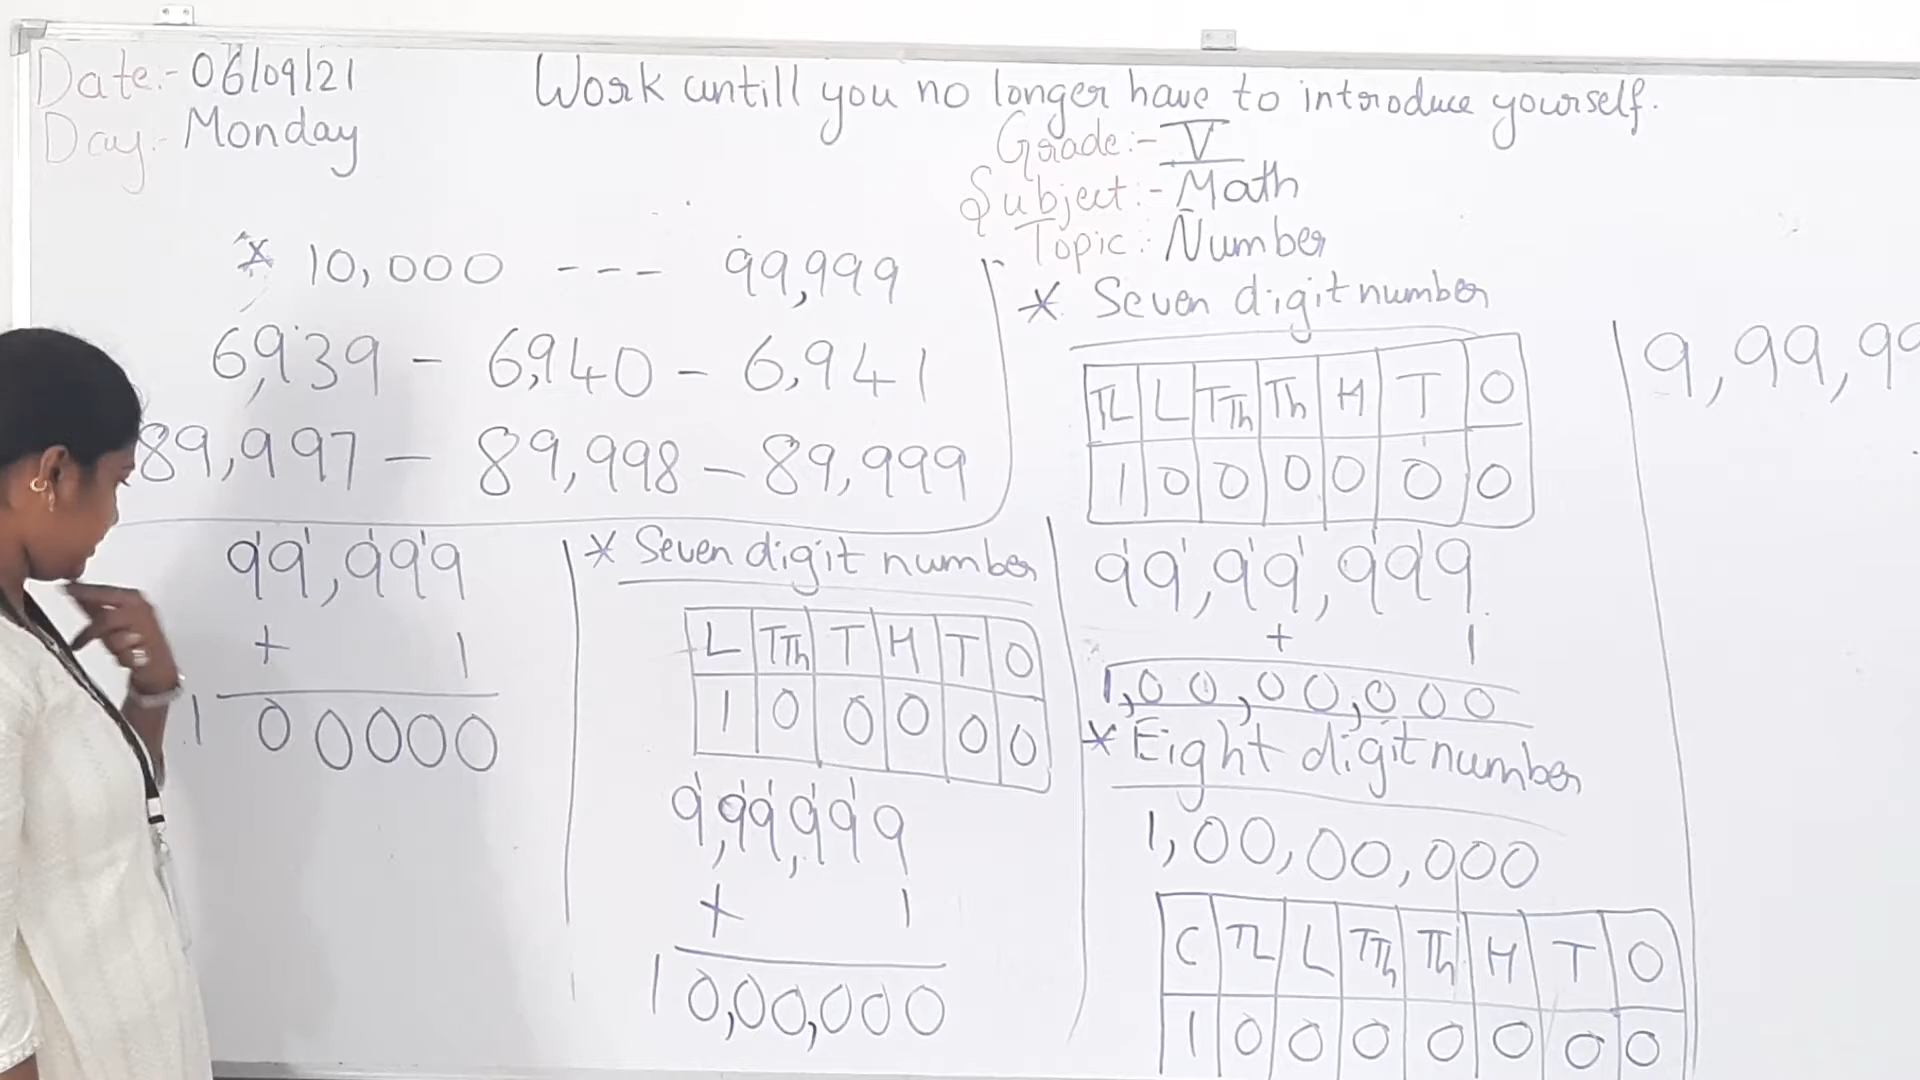 Date:- 06/09/21
Day:- Monday
Work untill you no longer have to introduce yourself.
Grade:- V
Subject:- Math
Topic:- Number
* 10,000 --- 99,999
6,939 - 6,940 - 6,941
89,997 - 89,998 - 89,999
99,999
+ 1
1 00000
* Seven digit number
L TTh T H T O
1 0 0 0 0 0
9,99,999
+ 1
10,00,000
* Seven digit number
TL L TTh Th H T O
1 0 0 0 0 0 0
99,99,999
+ 1
1,00,00,000
* Eight digit number
1,00,00,000
C TL L TTh Th H T O
1 0 0 0 0 0 0 0
9,99,99